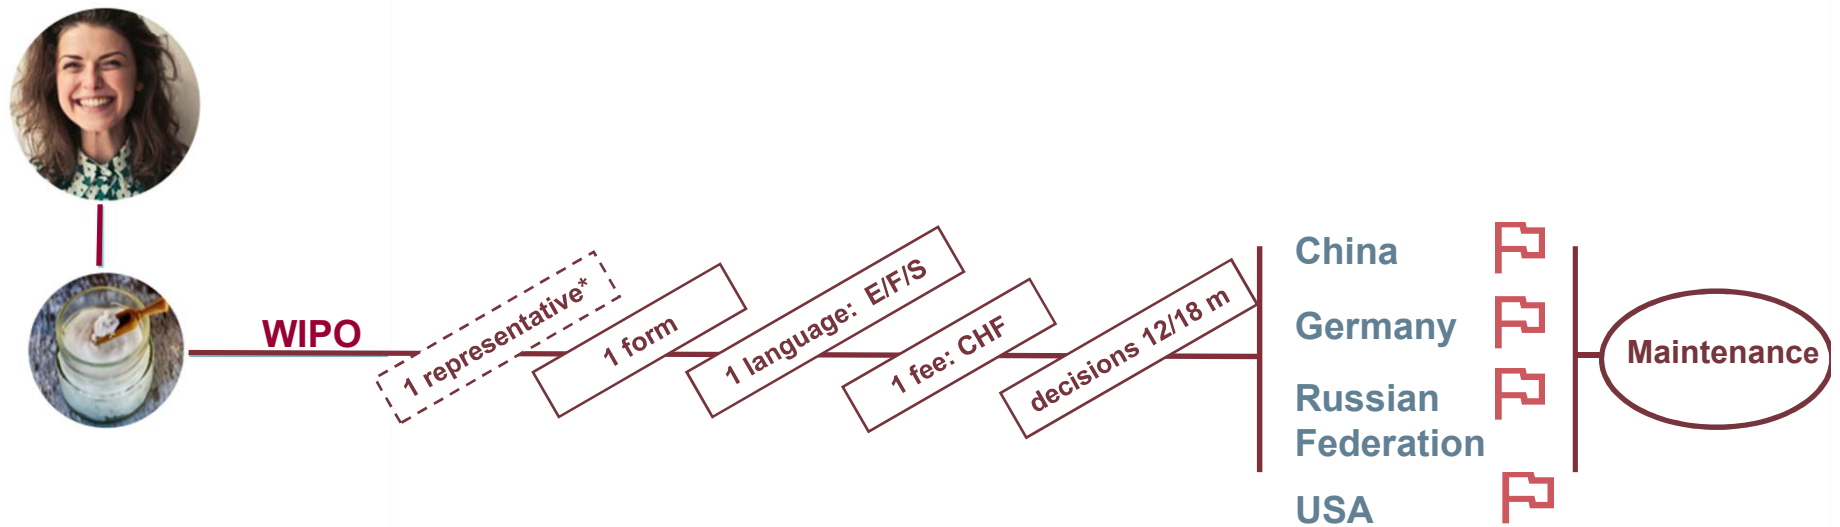 WIPO
1 representative*
1 form
1 language: E/F/S
1 fee: CHF
decisions 12/18 m
China
Germany
Russian
Federation
USA
Maintenance